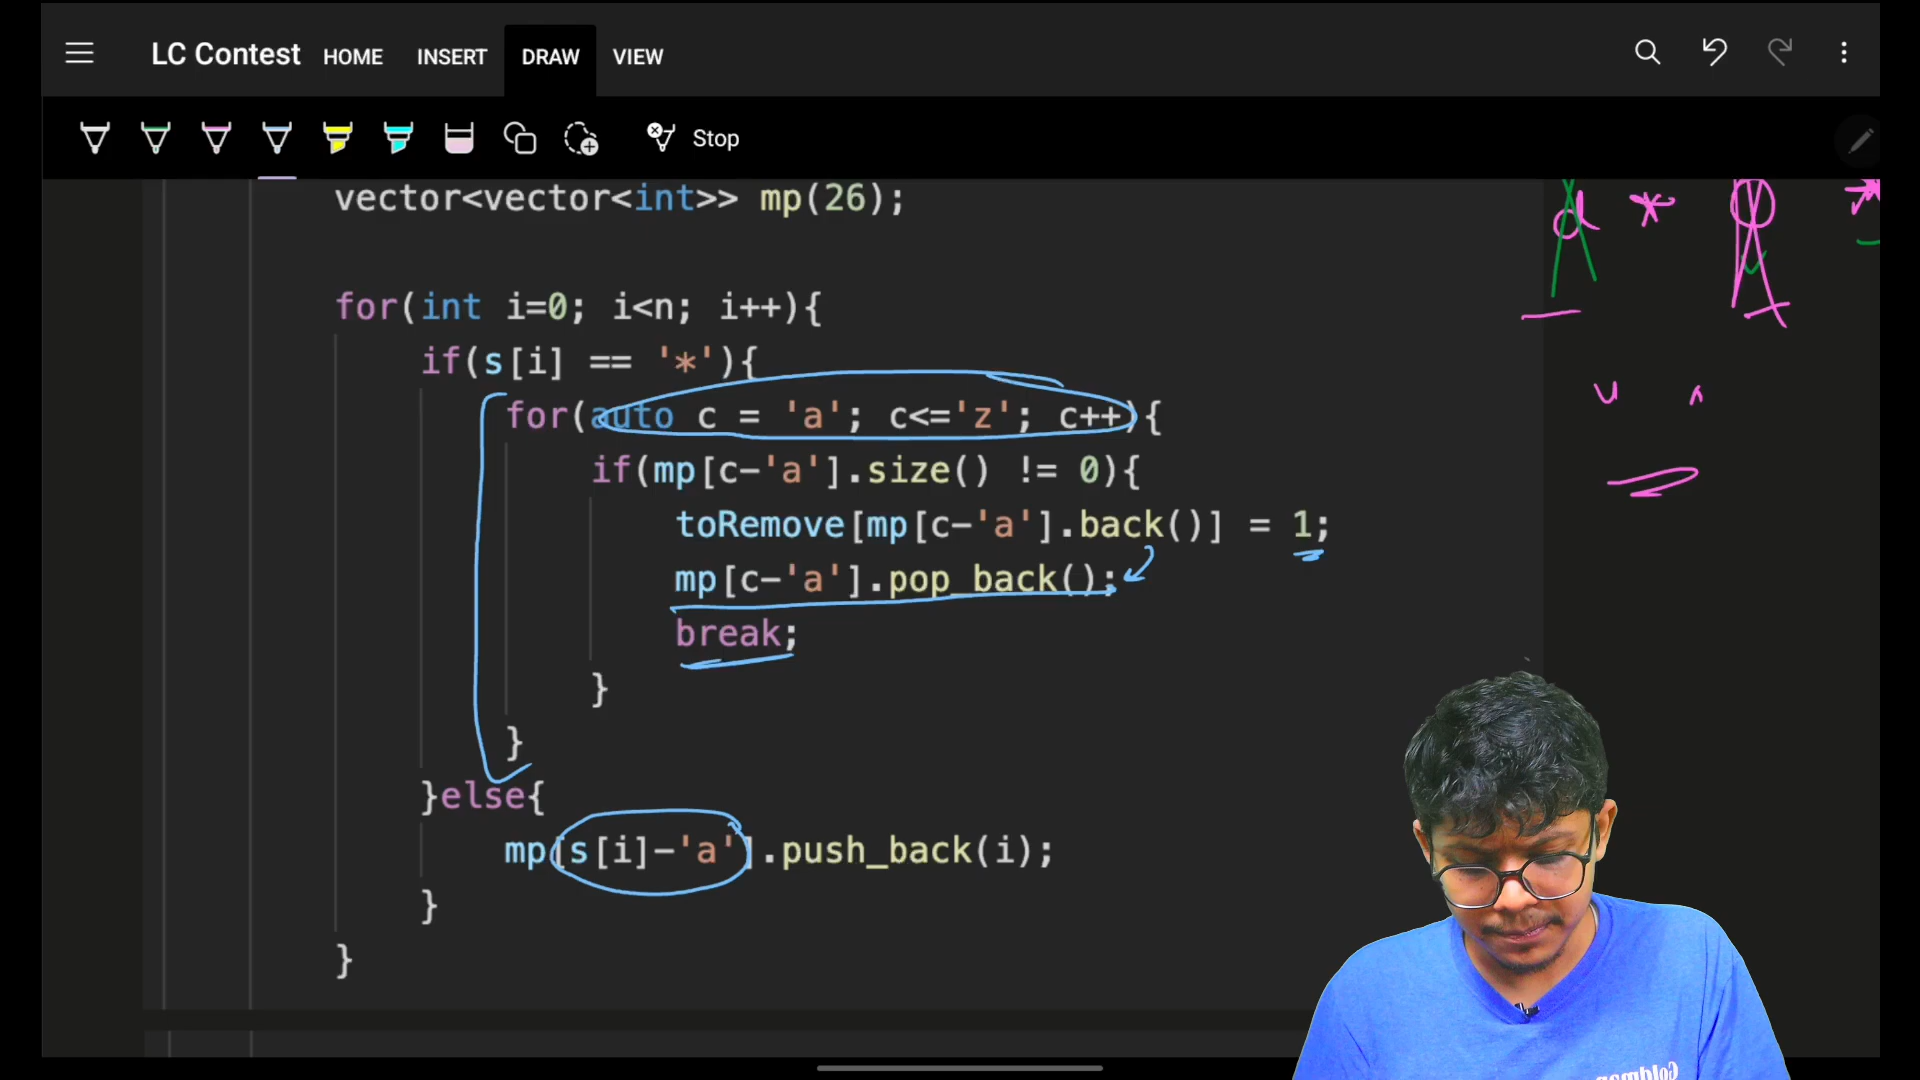 LC Contest HOME INSERT DRAW VIEW
Stop
vector<vector<int>> mp(26);
for(int i=0; i<n; i++){
if(s[i] == '*'){
for(auto c = 'a'; c<='z'; c++){
if(mp[c-'a'].size() != 0){
toRemove[mp[c-'a'].back()] = 1;
mp[c-'a'].pop_back();
break;
}
}
}else{
mp[s[i]-'a'].push_back(i);
}
}
d *